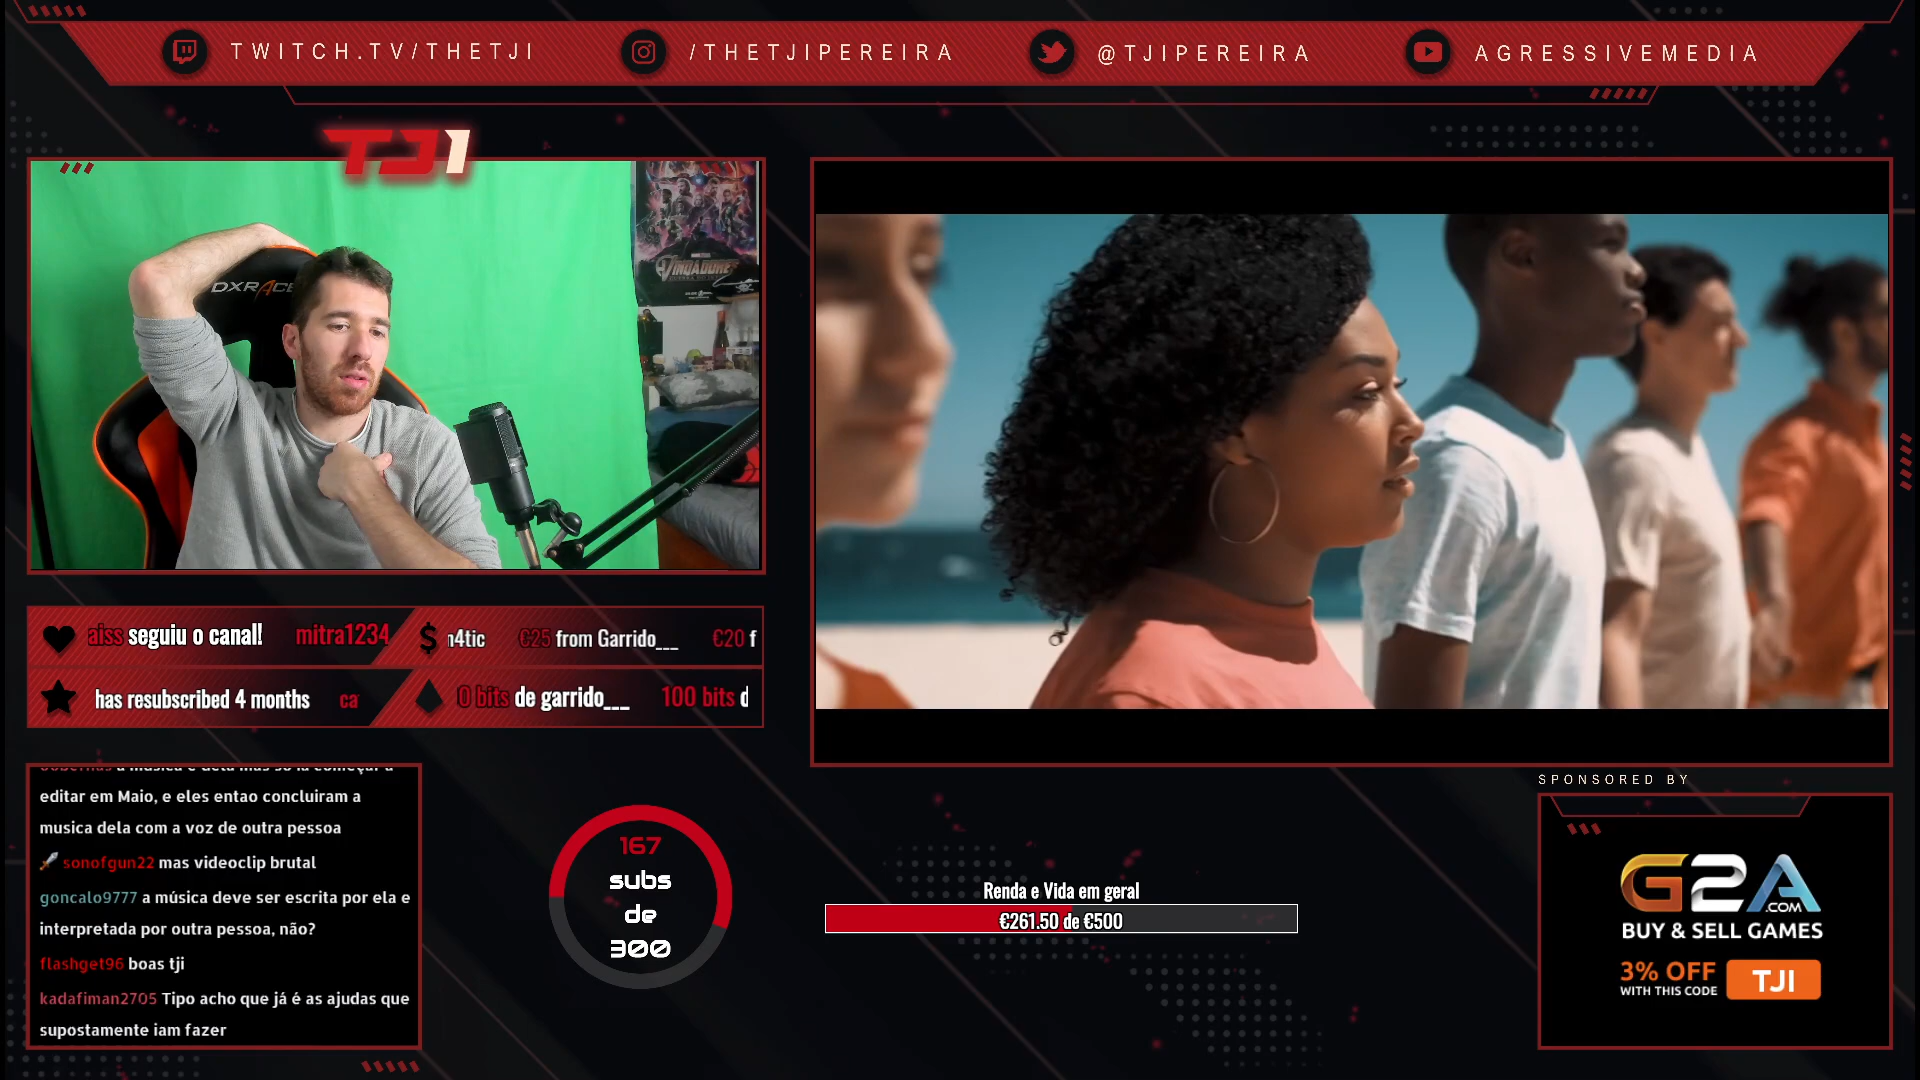 TWITCH.TV/THETJI
/THETJIPEREIRA
@TJIPEREIRA
AGRESSIVEMEDIA
TJI
DXRACE
VINGADORES
aiss seguiu o canal! mitra1234
n4tic €25 from Garrido___ €20 f
has resubscribed 4 months ca
0 bits de garrido___ 100 bits d
editar em Maio, e eles entao concluiram a
musica dela com a voz de outra pessoa
sonofgun22 mas videoclip brutal
goncalo9777 a música deve ser escrita por ela e
interpretada por outra pessoa, não?
flashget96 boas tji
kadafiman2705 Tipo acho que já é as ajudas que
supostamente iam fazer
167
subs
de
300
Renda e Vida em geral
€261.50 de €500
SPONSORED BY
G2A
.COM
BUY & SELL GAMES
3% OFF
WITH THIS CODE
TJI